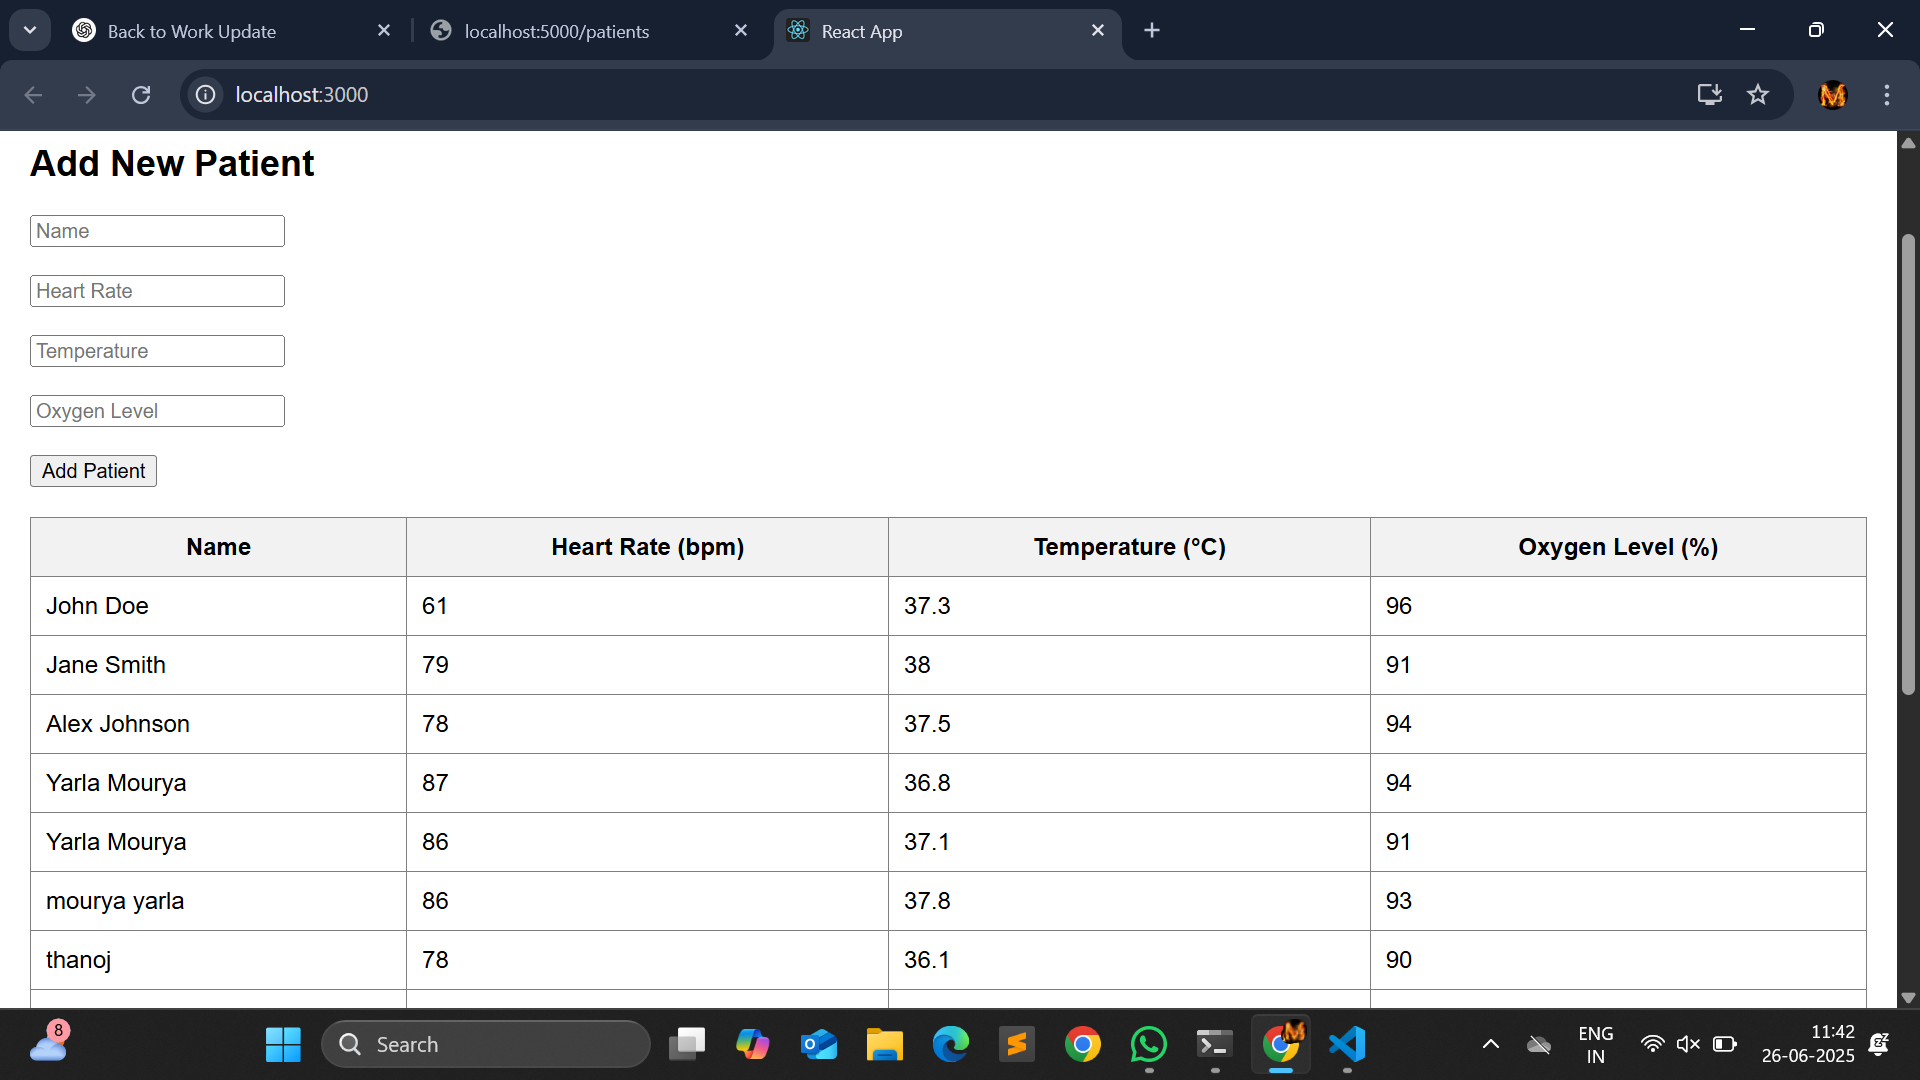 Back to Work Update
localhost:5000/patients
React App
localhost:3000
Add New Patient
Name
Heart Rate
Temperature
Oxygen Level
Add Patient
Name Heart Rate (bpm) Temperature (°C) Oxygen Level (%)
John Doe 61 37.3 96
Jane Smith 79 38 91
Alex Johnson 78 37.5 94
Yarla Mourya 87 36.8 94
Yarla Mourya 86 37.1 91
mourya yarla 86 37.8 93
thanoj 78 36.1 90
8
Search
ENG
IN
11:42
26-06-2025